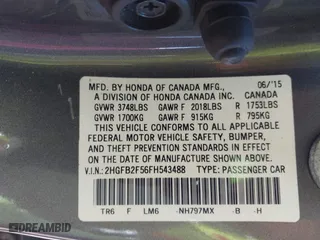 MFD. BY HONDA OF CANADA MFG., 06/'15
A DIVISION OF HONDA CANADA INC. CANADA
GVWR 3748LBS GAWR F 2018LBS R 1753LBS
GVWR 1700KG GAWR F 915KG R 795KG
THIS VEHICLE CONFORMS TO ALL APPLICABLE
FEDERAL MOTOR VEHICLE SAFETY, BUMPER,
AND THEFT PREVENTION STANDARDS IN EFFECT
ON THE DATE OF MANUFACTURE SHOWN ABOVE.
V.I.N.: 2HGFB2F56FH543488 TYPE: PASSENGER CAR
TR6 F LM6 NH797MX B H
DREAMBID